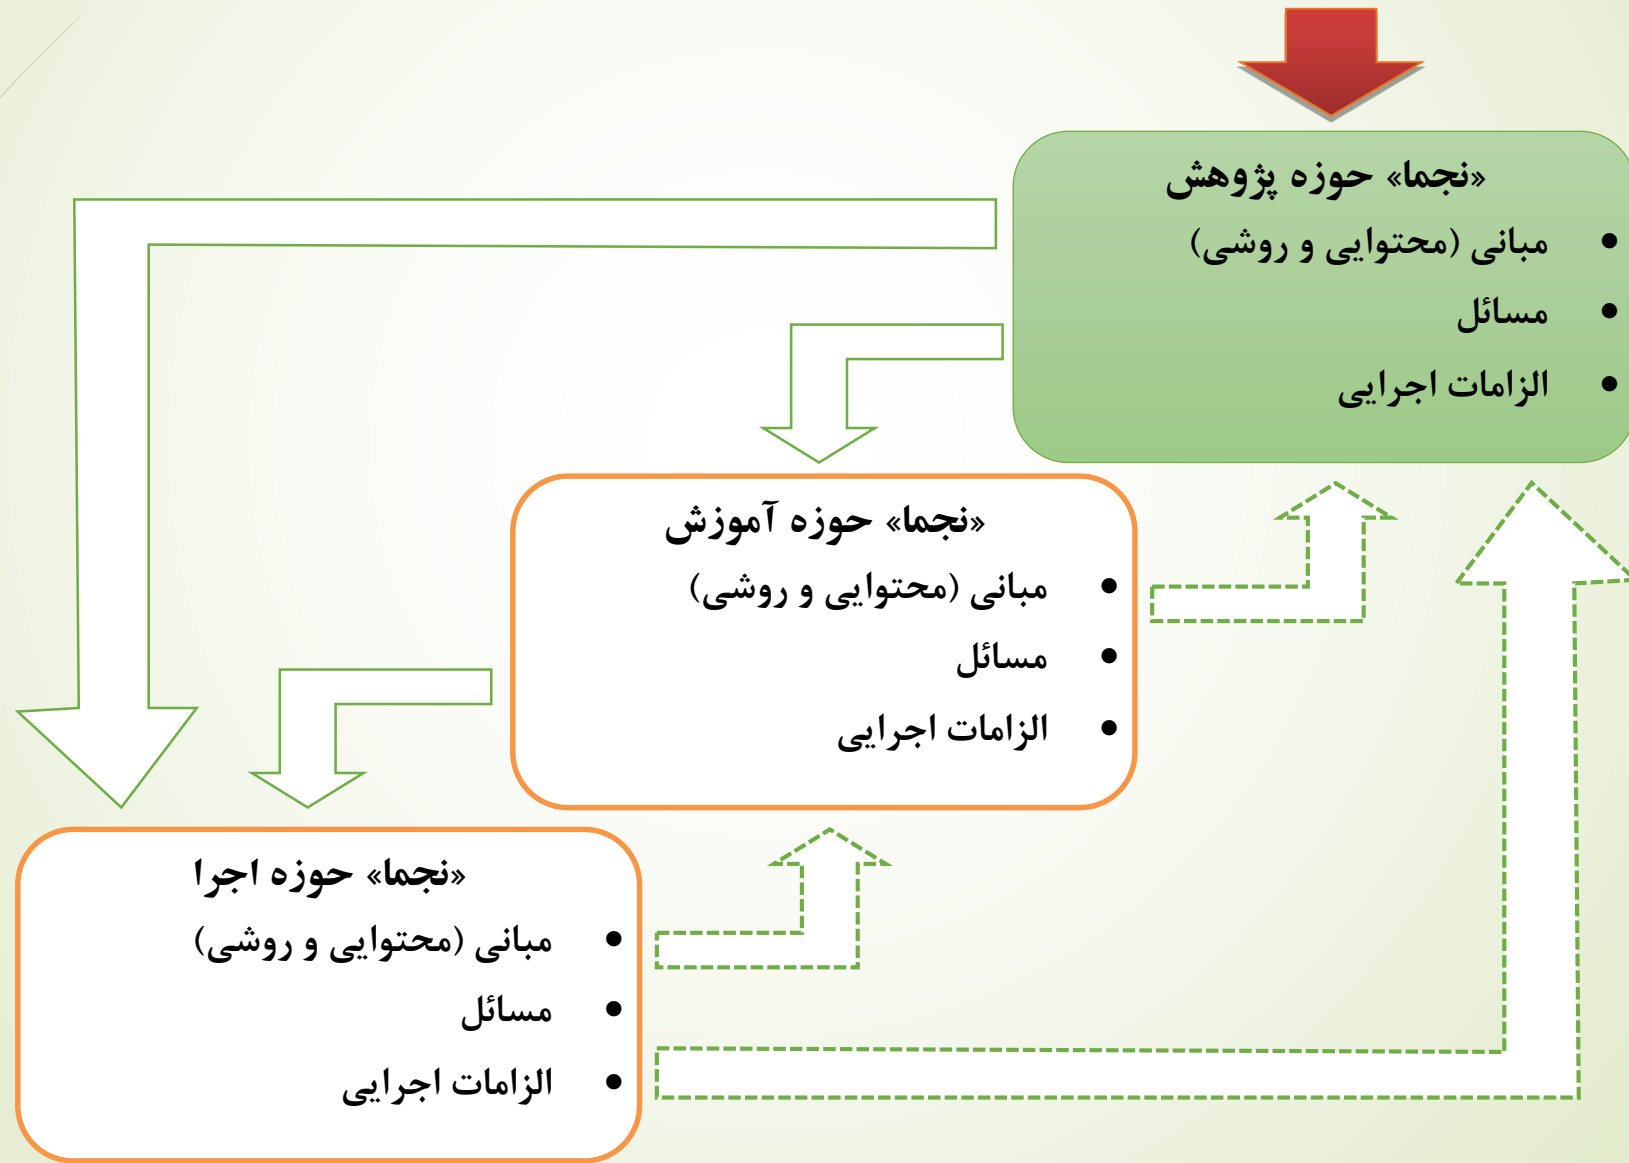 «نجما» حوزه پژوهش
• مبانی (محتوایی و روشی)
• مسائل
• الزامات اجرایی
«نجما» حوزه آموزش
• مبانی (محتوایی و روشی)
• مسائل
• الزامات اجرایی
«نجما» حوزه اجرا
• مبانی (محتوایی و روشی)
• مسائل
• الزامات اجرایی